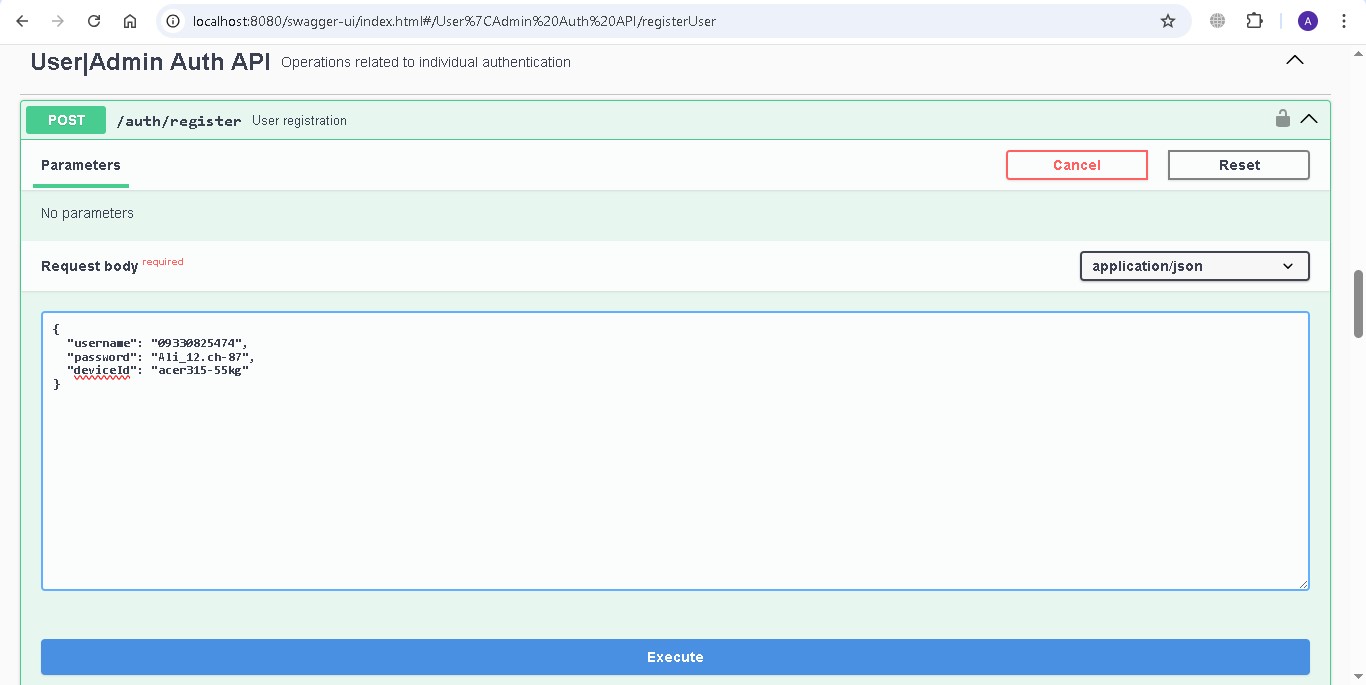 localhost:8080/swagger-ui/index.html#/User%7CAdmin%20Auth%20API/registerUser
A
User|Admin Auth API Operations related to individual authentication
POST /auth/register User registration
Parameters Cancel Reset
No parameters
Request body required application/json
{
"username": "09330825474",
"password": "Ali_12.ch-87",
"deviceId": "acer315-55kg"
}
Execute